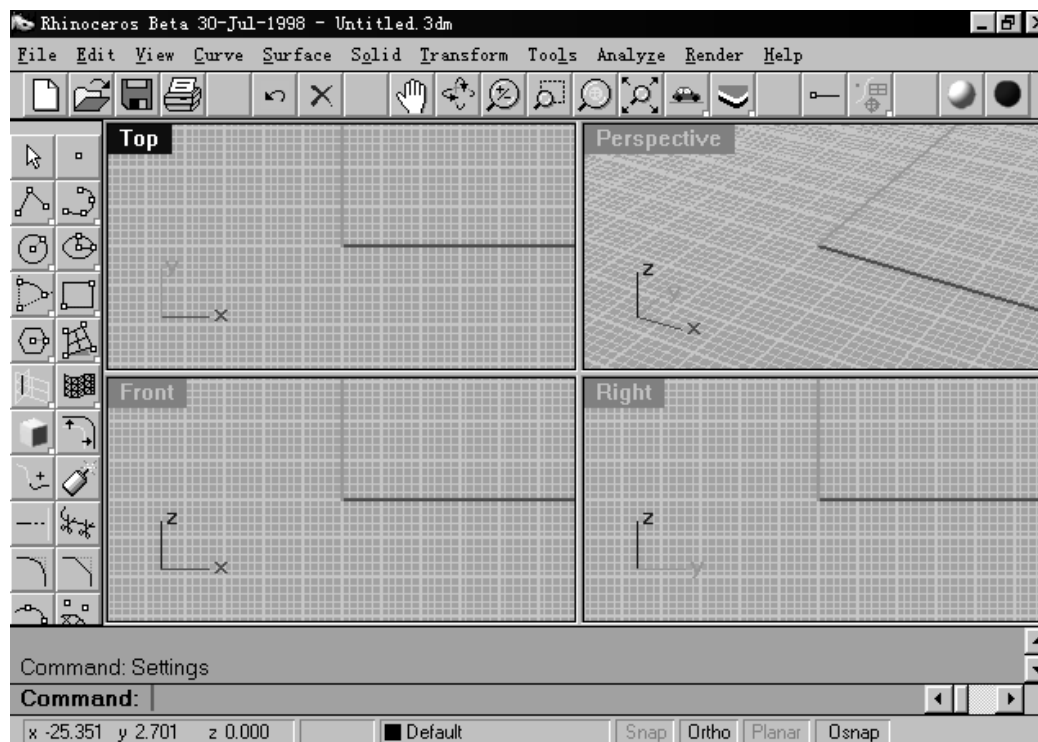 Rhinoceros Beta 30-Jul-1998 - Untitled.3dm
File Edit View Curve Surface Solid Transform Tools Analyze Render Help
Top
y
x
Perspective
z
y
x
Front
z
x
Right
z
y
Command: Settings
Command:
x -25.351 y 2.701 z 0.000 Default Snap Ortho Planar Osnap